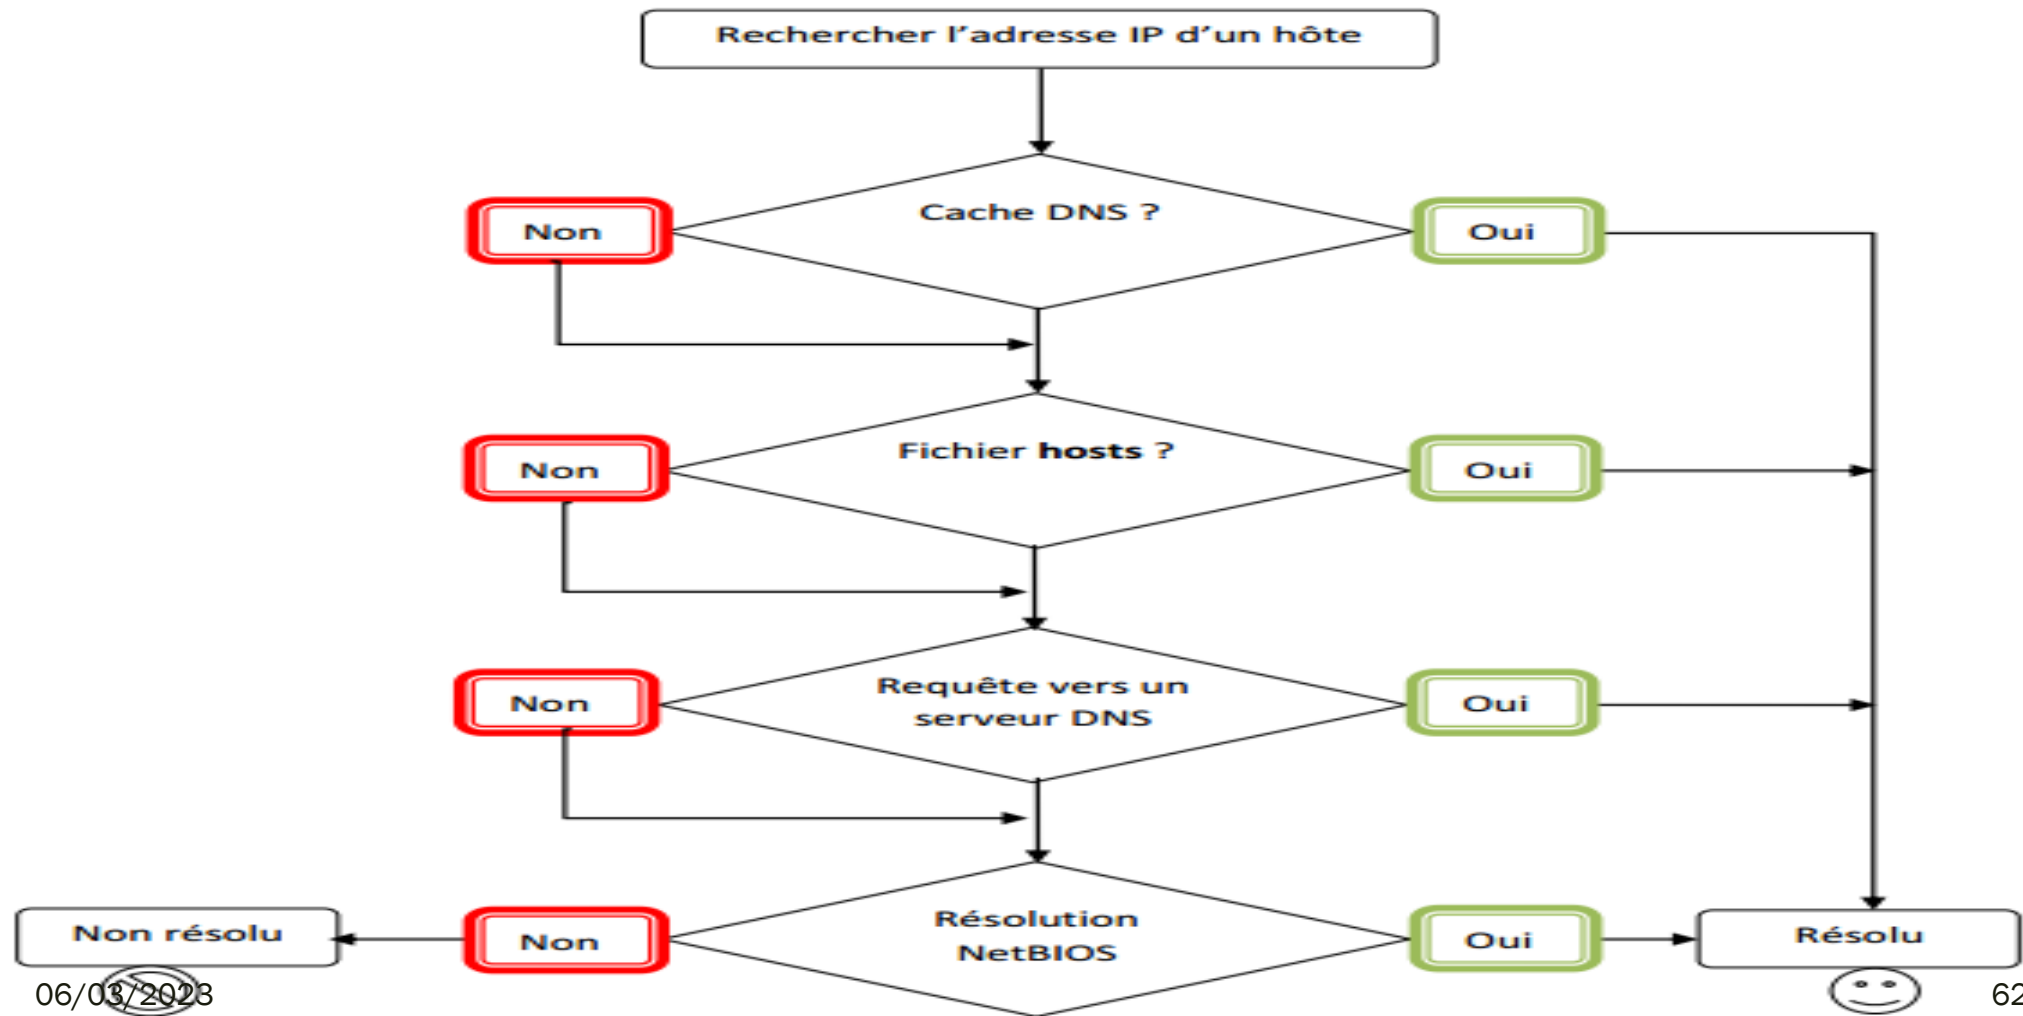 Rechercher l'adresse IP d'un hôte
Cache DNS ?
Non
Oui
Fichier hosts ?
Non
Oui
Requête vers un
serveur DNS
Non
Oui
Résolution
NetBIOS
Non résolu
Non
Oui
Résolu
06/03/2023
62